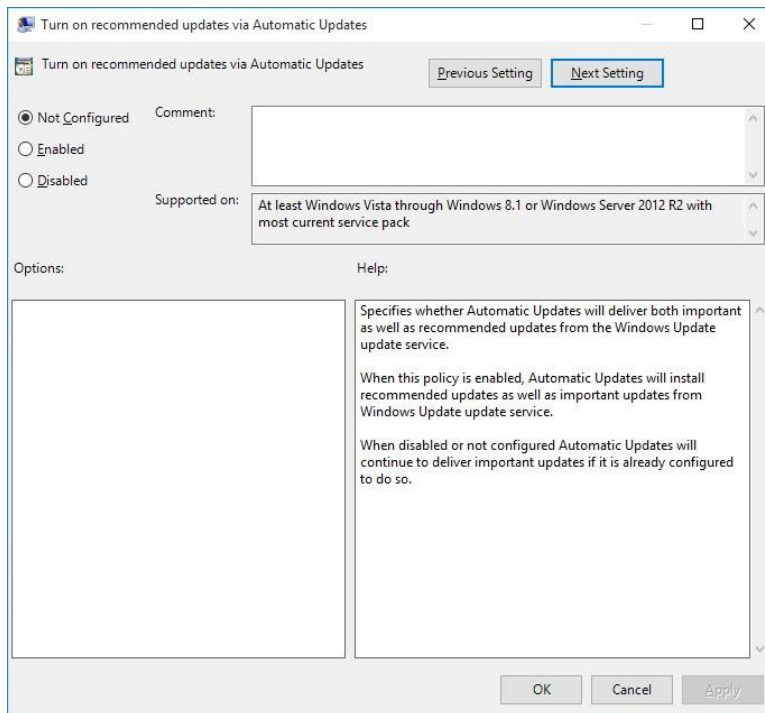 Turn on recommended updates via Automatic Updates
Turn on recommended updates via Automatic Updates
Previous Setting
Next Setting
Not Configured
Comment:
Enabled
Disabled
Supported on:
At least Windows Vista through Windows 8.1 or Windows Server 2012 R2 with
most current service pack
Options:
Help:
Specifies whether Automatic Updates will deliver both important
as well as recommended updates from the Windows Update
update service.
When this policy is enabled, Automatic Updates will install
recommended updates as well as important updates from
Windows Update update service.
When disabled or not configured Automatic Updates will
continue to deliver important updates if it is already configured
to do so.
OK
Cancel
Apply